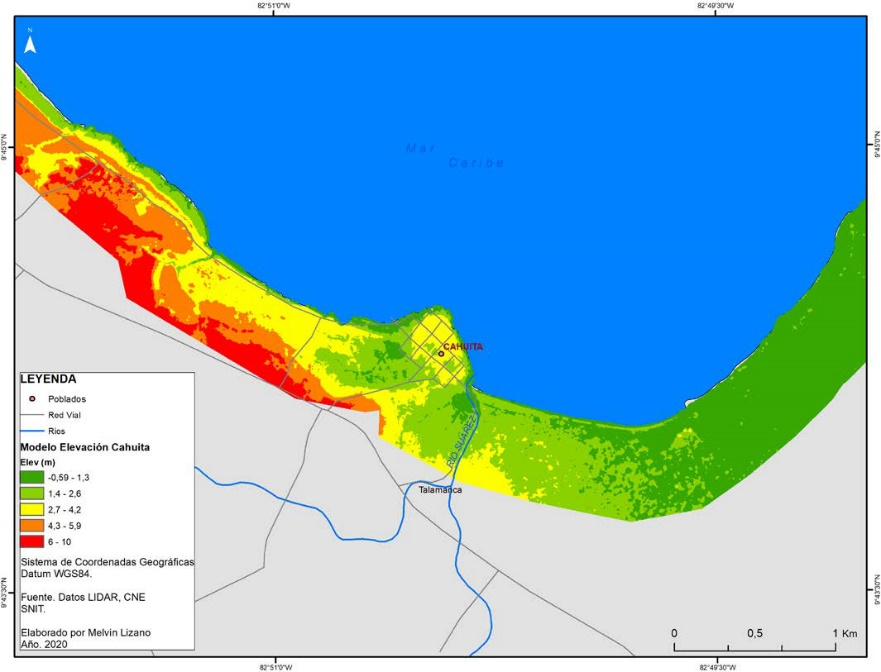 82°51'0"W
82°49'30"W
N
9°45'0"N
9°45'0"N
Mar
Caribe
CAHUITA
RIO SUAREZ
Talamanca
LEYENDA
Poblados
Red Vial
Rios
Modelo Elevación Cahuita
Elev (m)
-0,59 - 1,3
1,4 - 2,6
2,7 - 4,2
4,3 - 5,9
6 - 10
Sistema de Coordenadas Geográficas
Datum WGS84.
Fuente. Datos LIDAR, CNE
SNIT.
Elaborado por Melvin Lizano
Año. 2020
9°43'30"N
9°43'30"N
0 0,5 1 Km
82°51'0"W
82°49'30"W